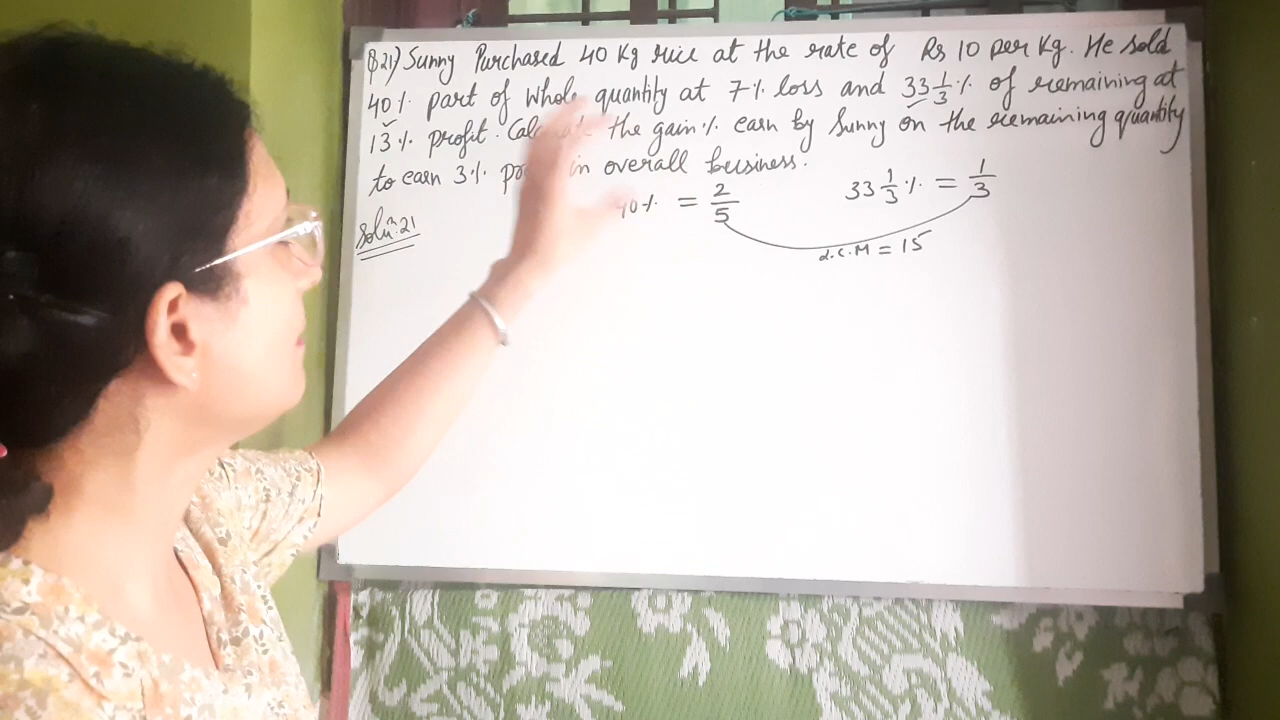 Q21) Sunny Purchased 40 Kg rice at the rate of Rs 10 per Kg. He sold
40% part of whole quantity at 7% loss and 33 1/3 % of remaining at
13% profit. the gain% earn by Sunny on the remaining quantity
to earn 3% in overall business.
40% = 2/5 33 1/3 % = 1/3
Soluⁿ.21
L.C.M = 15